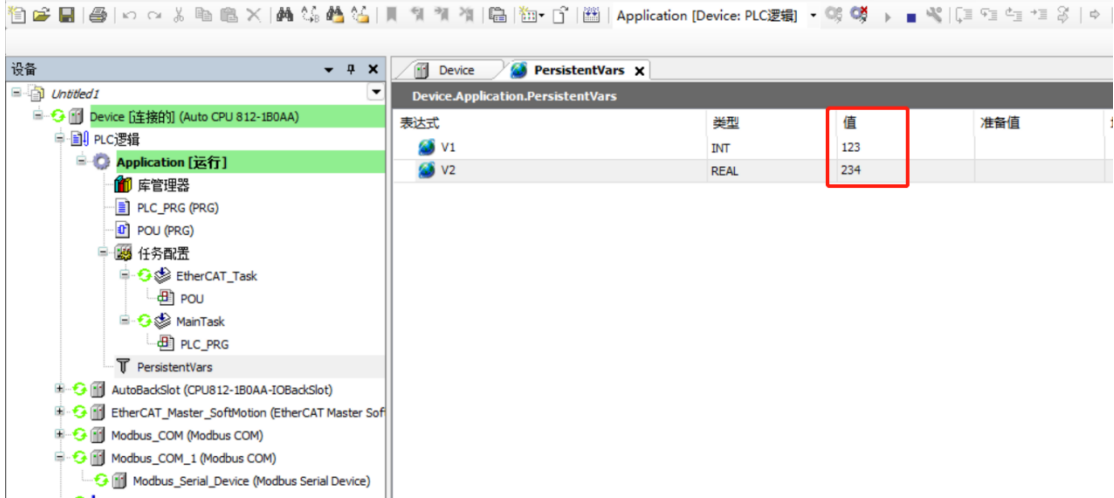 Application [Device: PLC逻辑]
设备
Device
PersistentVars
Untitled1
Device.Application.PersistentVars
Device [连接的] (Auto CPU 812-1B0AA)
表达式 类型 值 准备值
PLC逻辑
V1 INT 123
Application [运行]
V2 REAL 234
库管理器
PLC_PRG (PRG)
POU (PRG)
任务配置
EtherCAT_Task
POU
MainTask
PLC_PRG
PersistentVars
AutoBackSlot (CPU812-1B0AA-IOBackSlot)
EtherCAT_Master_SoftMotion (EtherCAT Master Sof
Modbus_COM (Modbus COM)
Modbus_COM_1 (Modbus COM)
Modbus_Serial_Device (Modbus Serial Device)